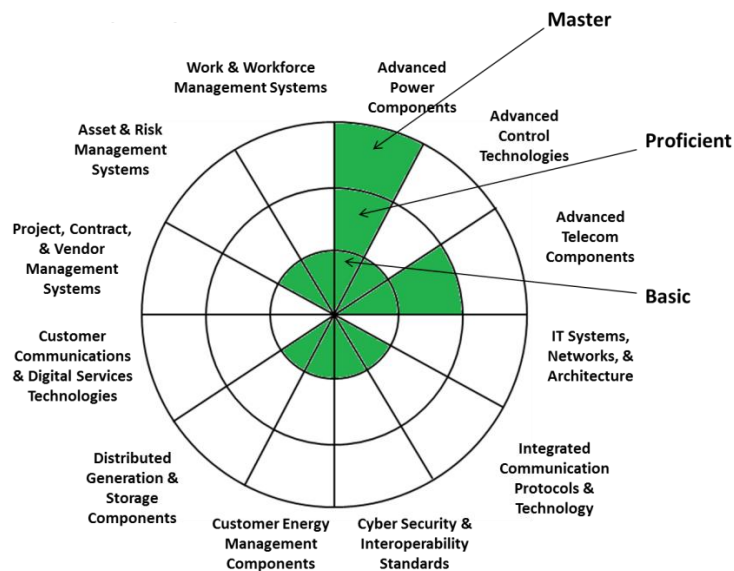 Master
Work & Workforce
Management Systems
Advanced
Power
Components
Asset & Risk
Management
Systems
Advanced
Control
Technologies
Proficient
Project, Contract,
& Vendor
Management
Systems
Advanced
Telecom
Components
Basic
Customer
Communications
& Digital Services
Technologies
IT Systems,
Networks, &
Architecture
Distributed
Generation &
Storage
Components
Integrated
Communication
Protocols &
Technology
Customer Energy
Management
Components
Cyber Security &
Interoperability
Standards